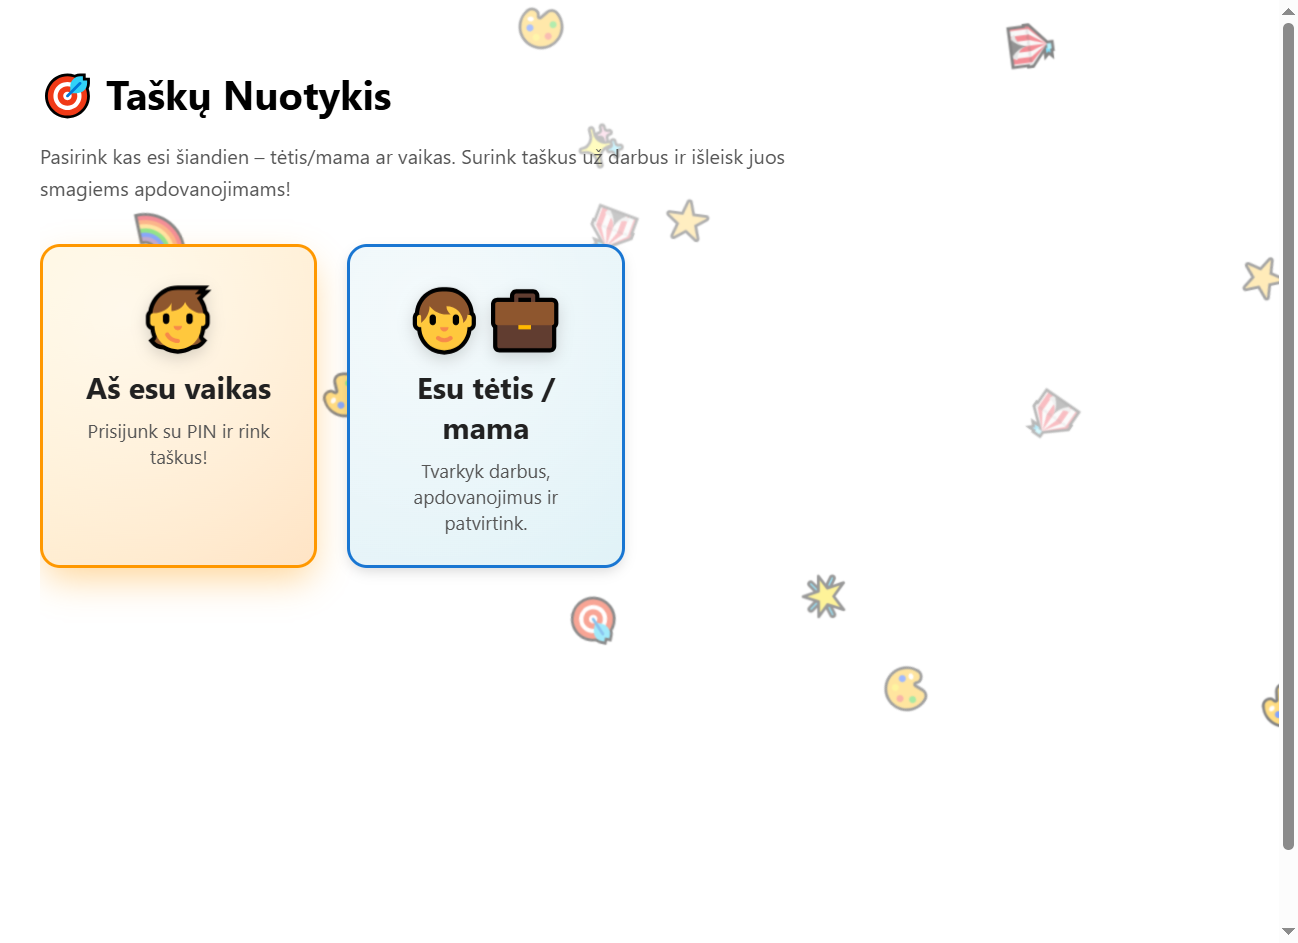 Taškų Nuotykis
Pasirink kas esi šiandien – tėtis/mama ar vaikas. Surink taškus už darbus ir išleisk juos
smagiems apdovanojimams!
Aš esu vaikas
Prisijunk su PIN ir rink
taškus!
Esu tėtis /
mama
Tvarkyk darbus,
apdovanojimus ir
patvirtink.